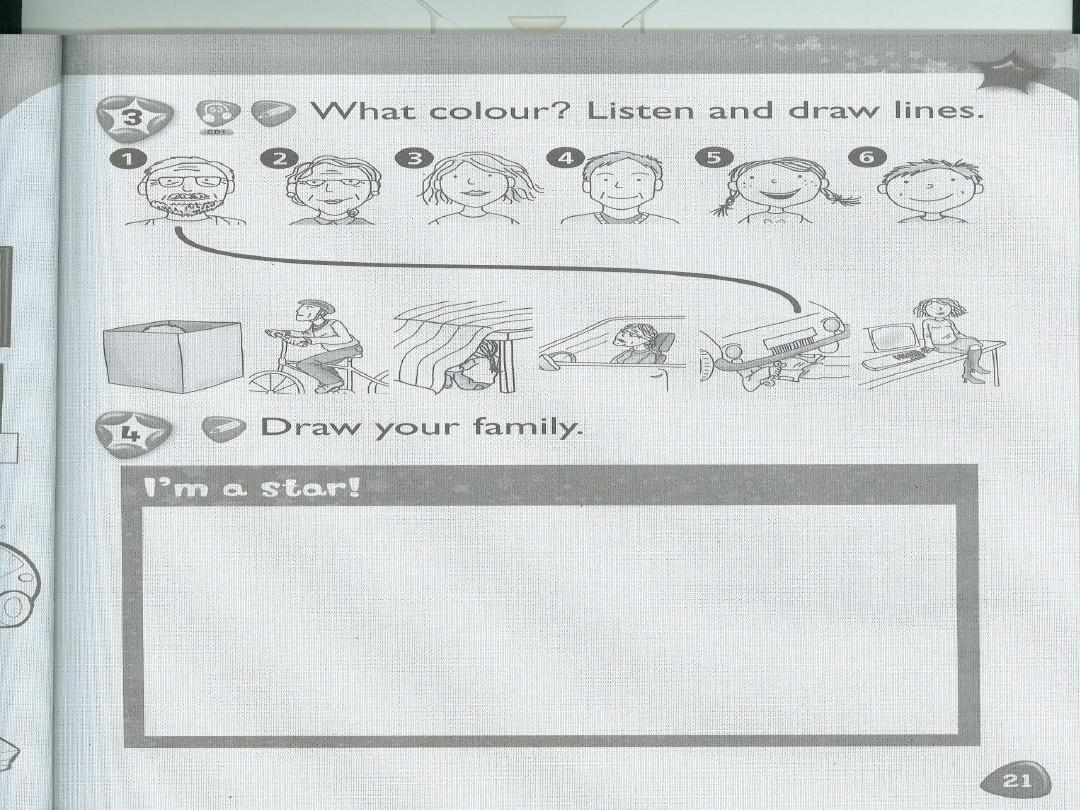 3 CD1 What colour? Listen and draw lines.
1 2 3 4 5 6
4 Draw your family.
I'm a star!
21